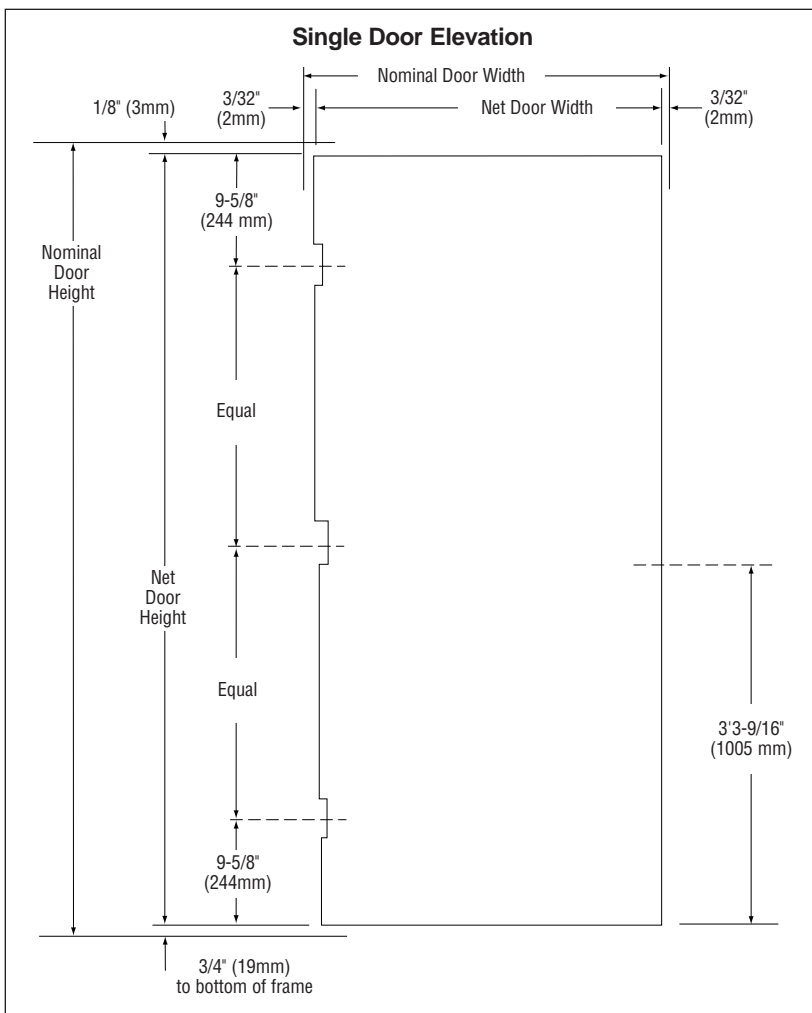 Single Door Elevation
Nominal Door Width
3/32"
(2mm)
Net Door Width
3/32"
(2mm)
1/8" (3mm)
9-5/8"
(244 mm)
Nominal
Door
Height
Equal
Net
Door
Height
Equal
3'3-9/16"
(1005 mm)
9-5/8"
(244mm)
3/4" (19mm)
to bottom of frame